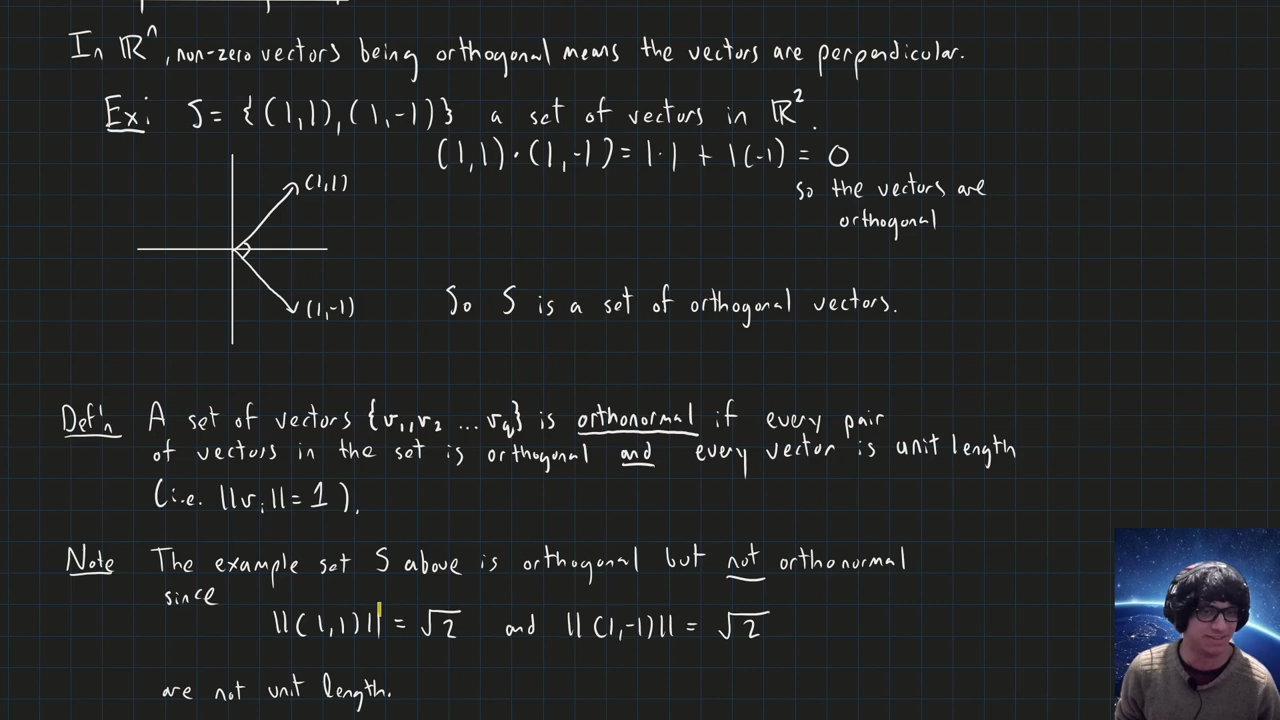 In ℝⁿ, non-zero vectors being orthogonal means the vectors are perpendicular.
Ex: S = {(1,1),(1,-1)} a set of vectors in ℝ².
(1,1)·(1,-1) = 1·1 + 1(-1) = 0
so the vectors are
orthogonal
(1,1)
(1,-1)
So S is a set of orthogonal vectors.
Def'n A set of vectors {v₁,v₂ ... v_q} is orthonormal if every pair
of vectors in the set is orthogonal and every vector is unit length
(i.e. ||vᵢ|| = 1).
Note The example set S above is orthogonal but not orthonormal
since
||(1,1)|| = √2 and ||(1,-1)|| = √2
are not unit length.